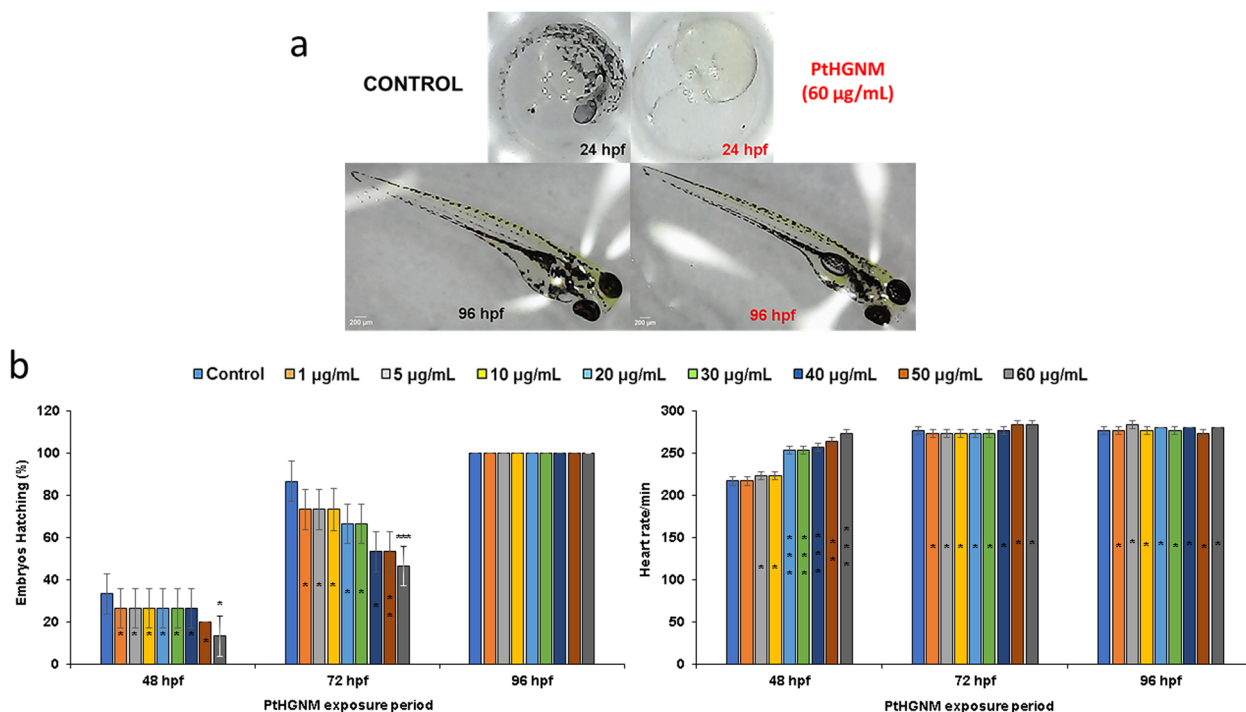 a
CONTROL
PtHGNM
(60 µg/mL)
24 hpf
24 hpf
96 hpf
96 hpf
200 µm
200 µm
b
Control
1 µg/mL
5 µg/mL
10 µg/mL
20 µg/mL
30 µg/mL
40 µg/mL
50 µg/mL
60 µg/mL
Embryos Hatching (%)
120
100
80
60
40
20
0
* * * * * * * *
* * * * * * ** ***
48 hpf
72 hpf
96 hpf
PtHGNM exposure period
Heart rate/min
300
250
200
150
100
50
0
* * *** *** *** ** ***
* * * * * * * *
* * * * * * * *
48 hpf
72 hpf
96 hpf
PtHGNM exposure period